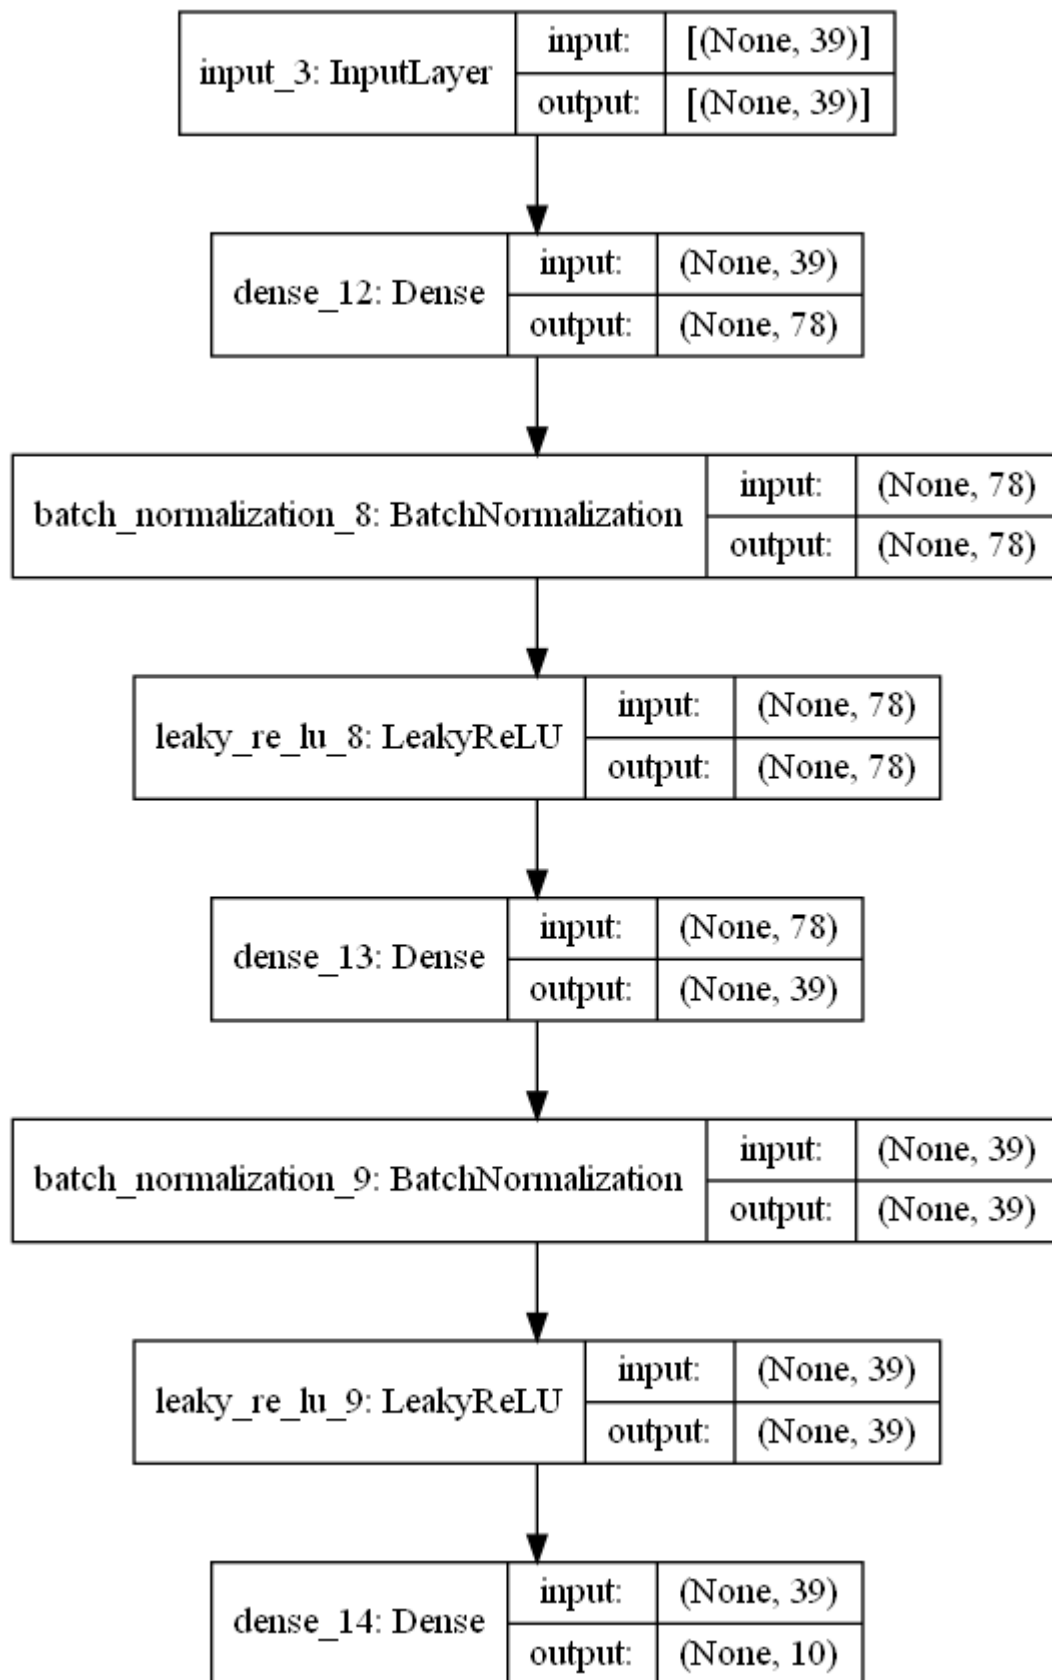 input_3: InputLayer
input: [(None, 39)]
output: [(None, 39)]
dense_12: Dense
input: (None, 39)
output: (None, 78)
batch_normalization_8: BatchNormalization
input: (None, 78)
output: (None, 78)
leaky_re_lu_8: LeakyReLU
input: (None, 78)
output: (None, 78)
dense_13: Dense
input: (None, 78)
output: (None, 39)
batch_normalization_9: BatchNormalization
input: (None, 39)
output: (None, 39)
leaky_re_lu_9: LeakyReLU
input: (None, 39)
output: (None, 39)
dense_14: Dense
input: (None, 39)
output: (None, 10)